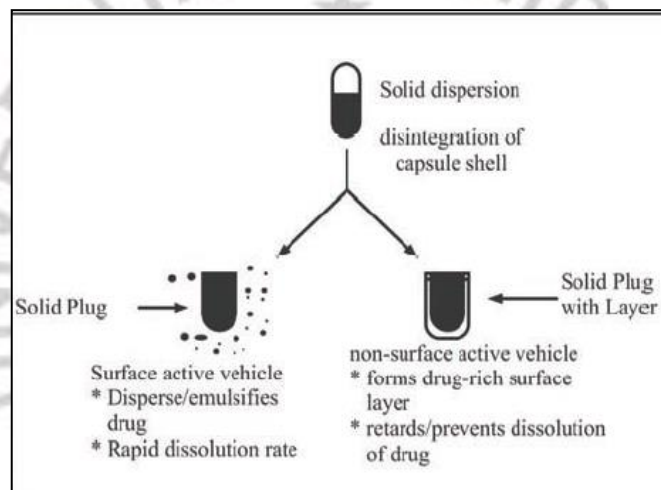 Solid dispersion
disintegration of
capsule shell
Solid Plug
Solid Plug
with Layer
Surface active vehicle
* Disperse/emulsifies
drug
* Rapid dissolution rate
non-surface active vehicle
* forms drug-rich surface
layer
* retards/prevents dissolution
of drug